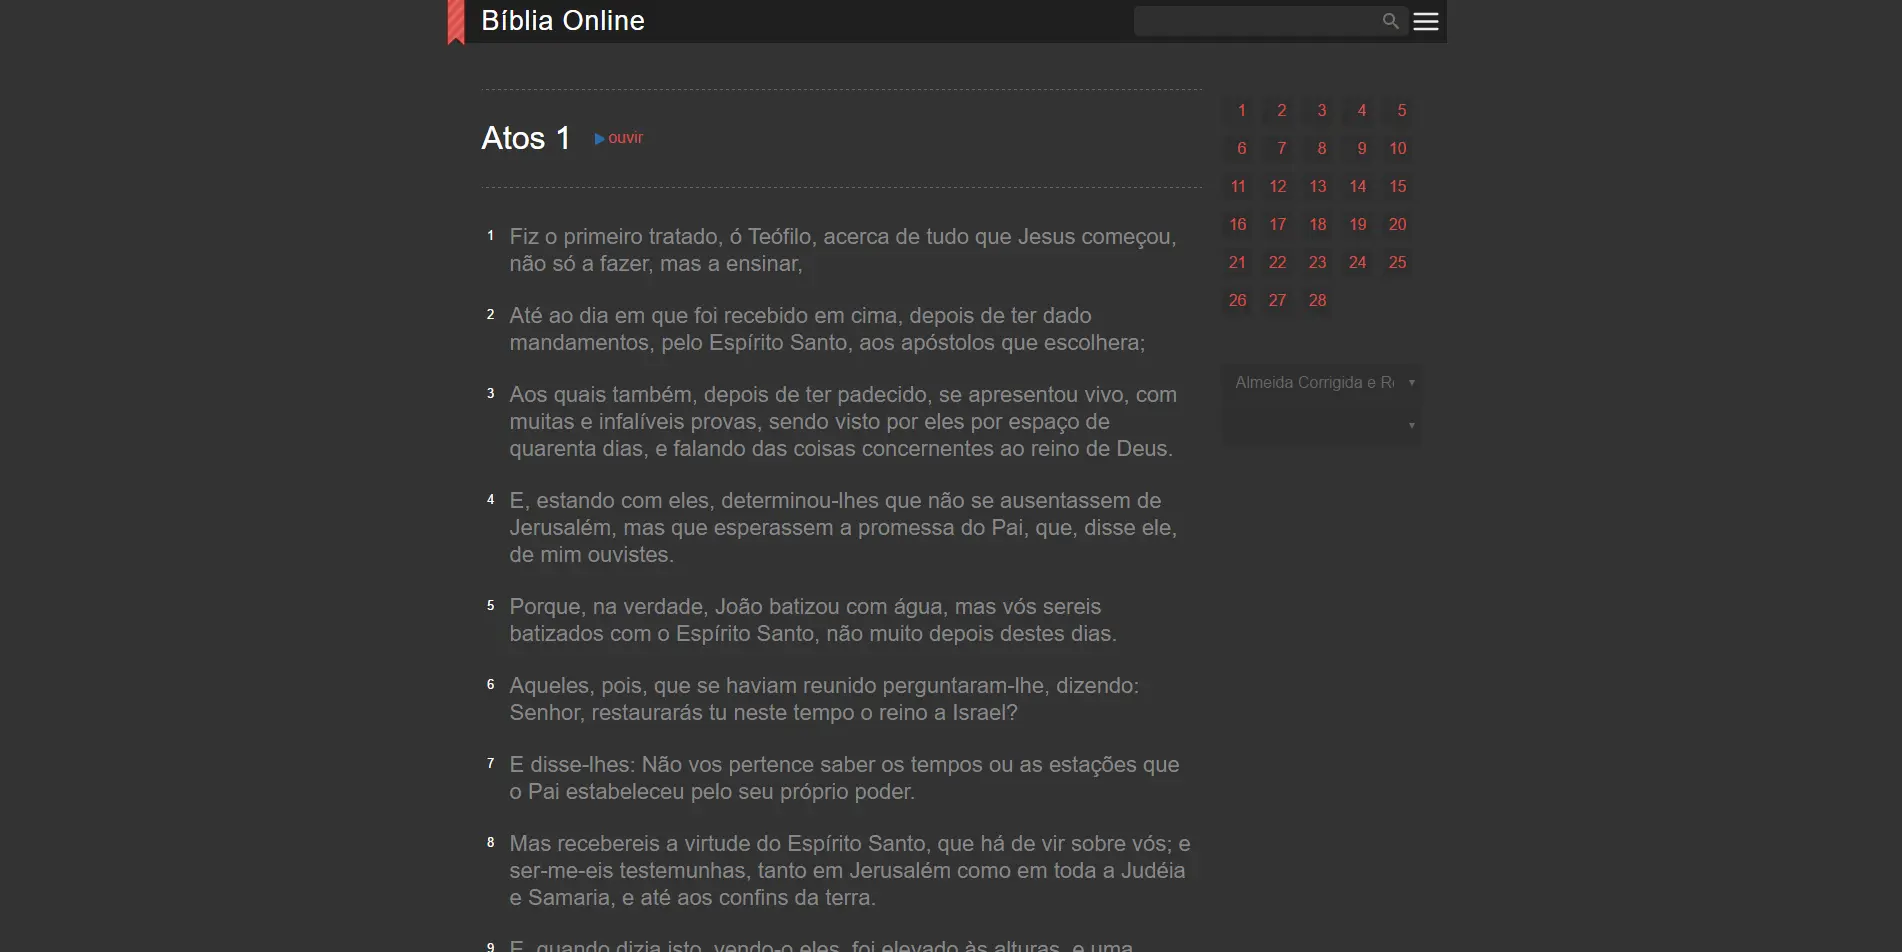 Bíblia Online
Atos 1 ouvir
1 Fiz o primeiro tratado, ó Teófilo, acerca de tudo que Jesus começou,
não só a fazer, mas a ensinar,
2 Até ao dia em que foi recebido em cima, depois de ter dado
mandamentos, pelo Espírito Santo, aos apóstolos que escolhera;
3 Aos quais também, depois de ter padecido, se apresentou vivo, com
muitas e infalíveis provas, sendo visto por eles por espaço de
quarenta dias, e falando das coisas concernentes ao reino de Deus.
4 E, estando com eles, determinou-lhes que não se ausentassem de
Jerusalém, mas que esperassem a promessa do Pai, que, disse ele,
de mim ouvistes.
5 Porque, na verdade, João batizou com água, mas vós sereis
batizados com o Espírito Santo, não muito depois destes dias.
6 Aqueles, pois, que se haviam reunido perguntaram-lhe, dizendo:
Senhor, restaurarás tu neste tempo o reino a Israel?
7 E disse-lhes: Não vos pertence saber os tempos ou as estações que
o Pai estabeleceu pelo seu próprio poder.
8 Mas recebereis a virtude do Espírito Santo, que há de vir sobre vós; e
ser-me-eis testemunhas, tanto em Jerusalém como em toda a Judéia
e Samaria, e até aos confins da terra.
9 E, quando dizia isto, vendo-o eles, foi elevado às alturas, e uma
1 2 3 4 5
6 7 8 9 10
11 12 13 14 15
16 17 18 19 20
21 22 23 24 25
26 27 28
Almeida Corrigida e Re